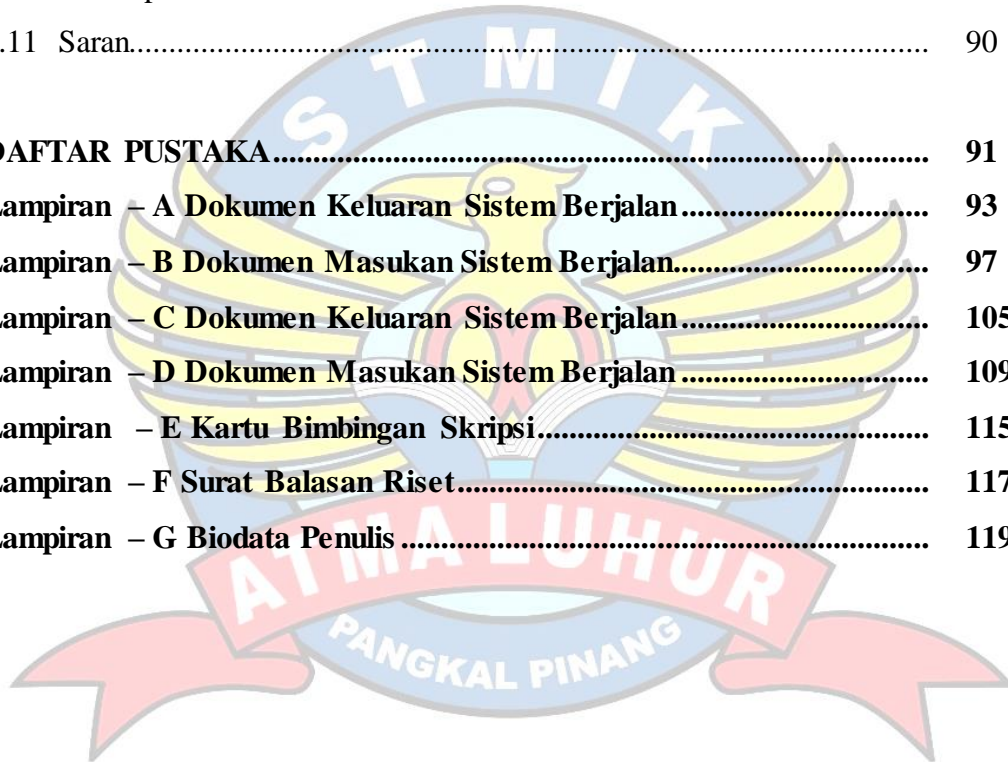 .11 Saran 90
DAFTAR PUSTAKA 91
Lampiran – A Dokumen Keluaran Sistem Berjalan 93
Lampiran – B Dokumen Masukan Sistem Berjalan 97
Lampiran – C Dokumen Keluaran Sistem Berjalan 105
Lampiran – D Dokumen Masukan Sistem Berjalan 109
Lampiran – E Kartu Bimbingan Skripsi 115
Lampiran – F Surat Balasan Riset 117
Lampiran – G Biodata Penulis 119
STMIK
ATMA LUHUR
PANGKAL PINANG